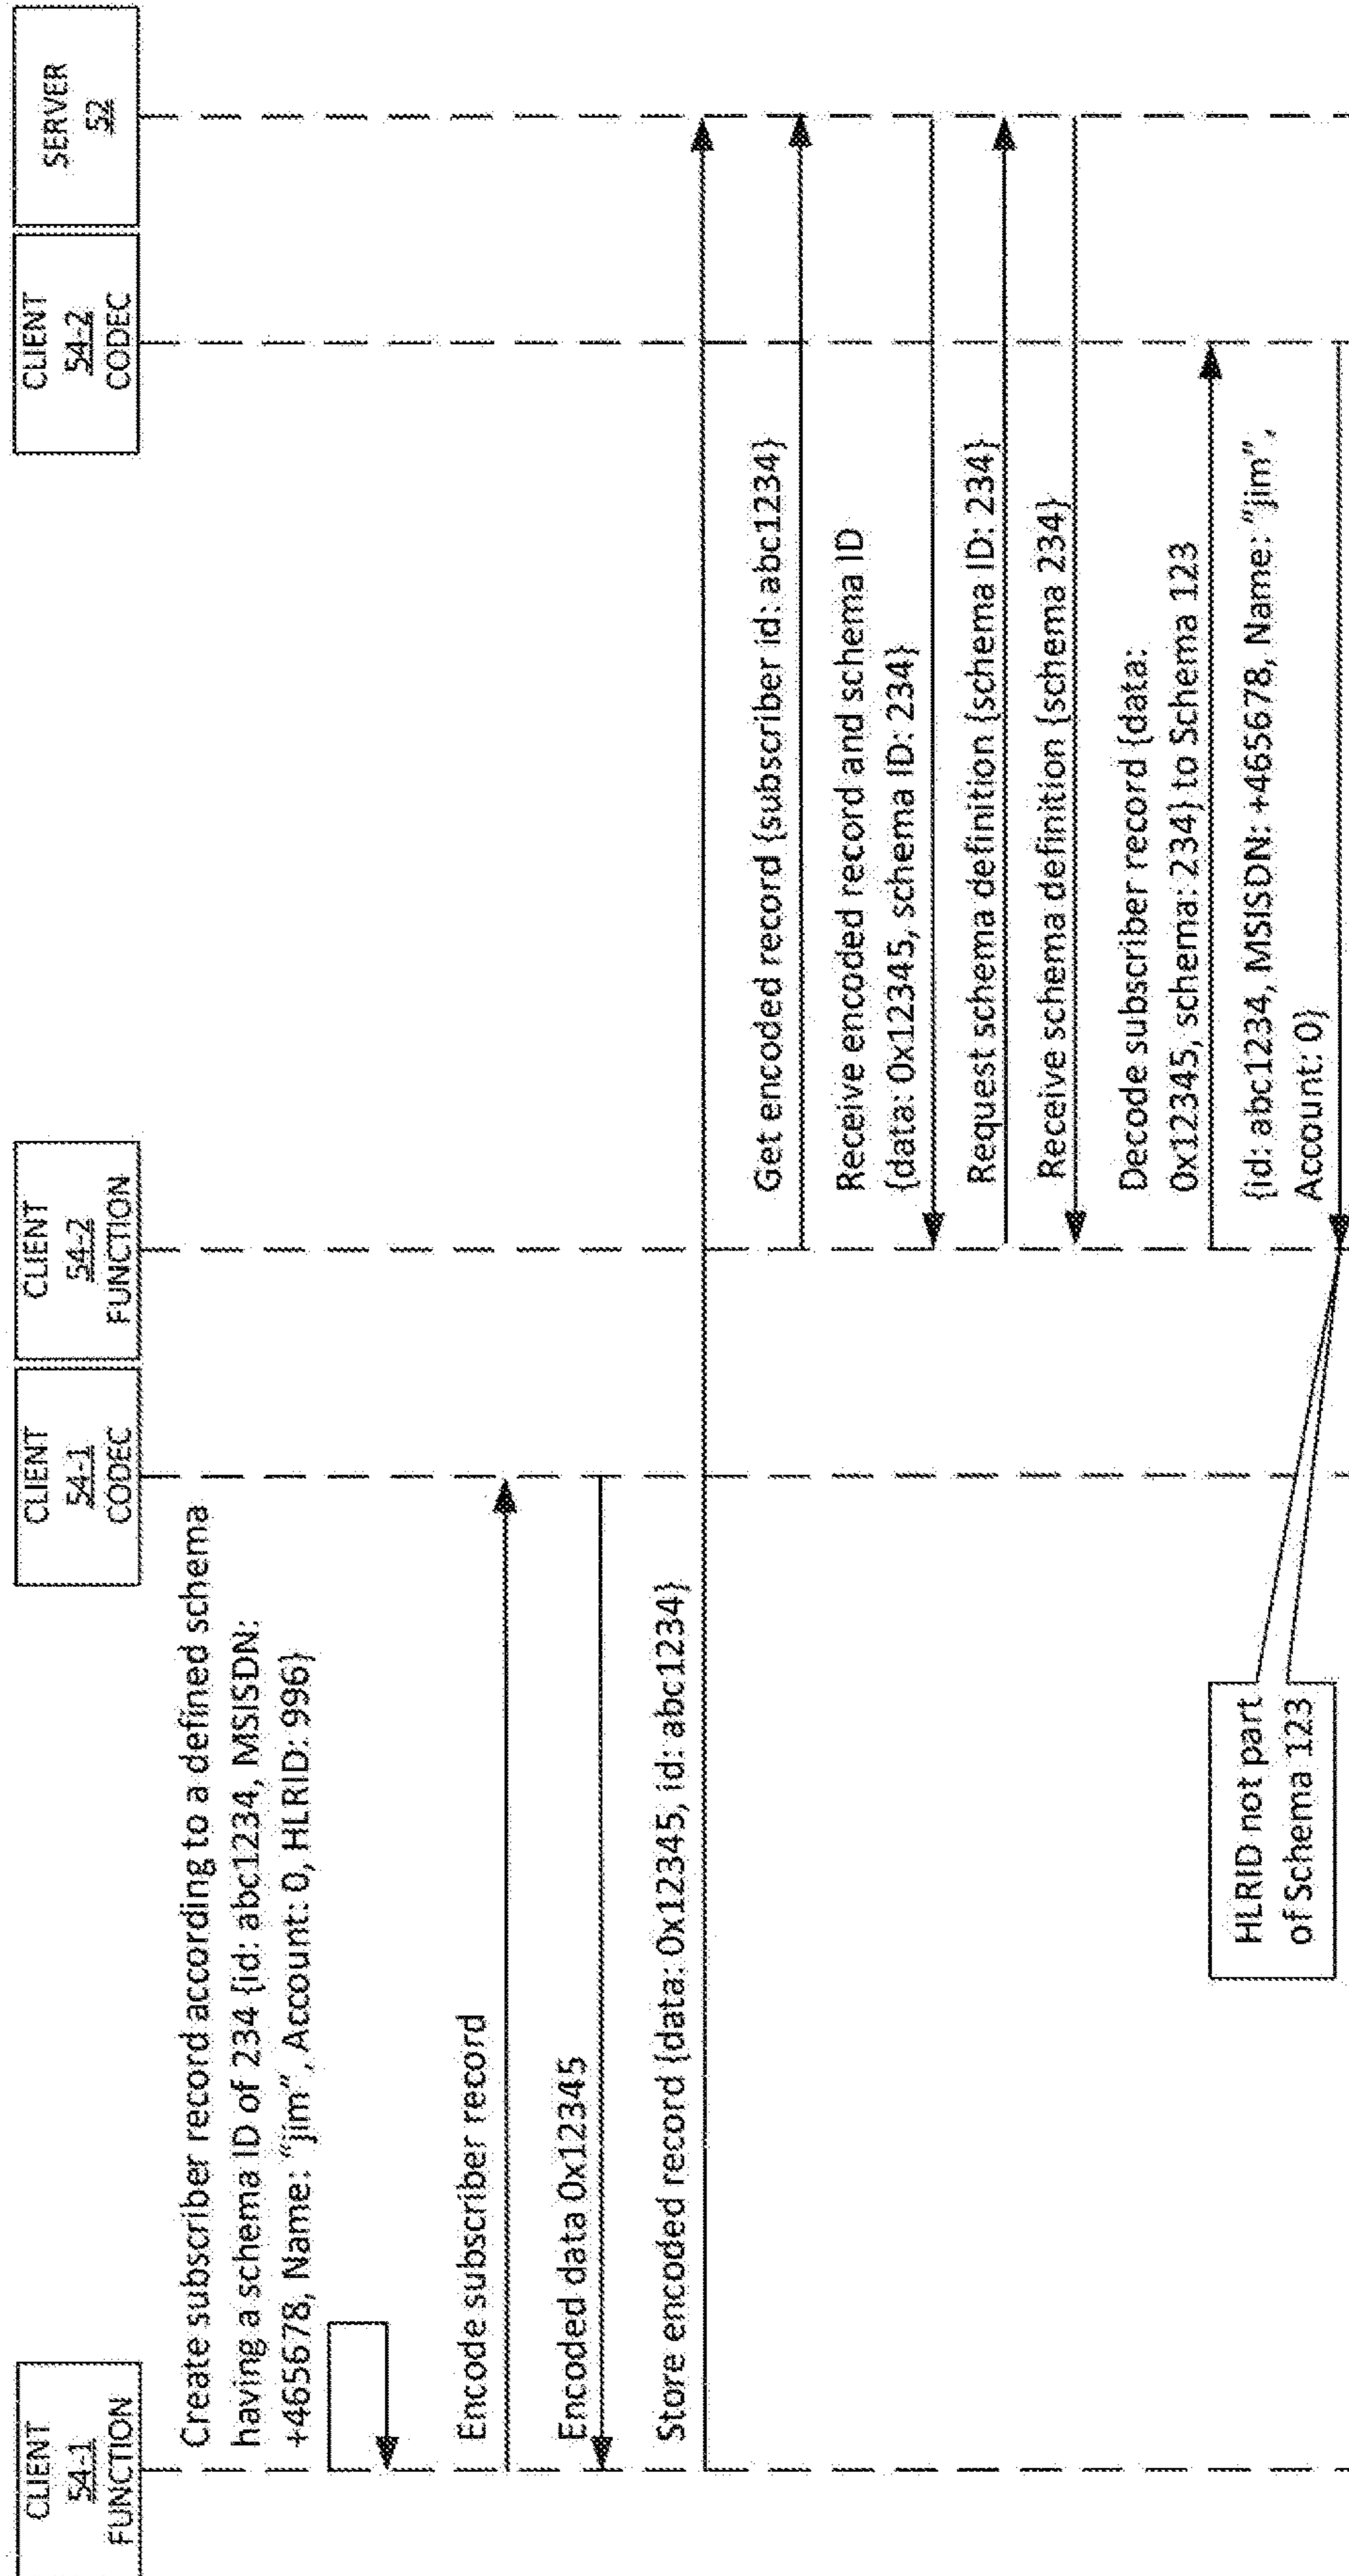 CLIENT
54-1
FUNCTION
CLIENT
54-1
CODEC
CLIENT
54-2
FUNCTION
CLIENT
54-2
CODEC
SERVER
52
Create subscriber record according to a defined schema
having a schema ID of 234 {id: abc1234, MSISDN:
+465678, Name: "jim", Account: 0, HLRID: 996}
Encode subscriber record
Encoded data 0x12345
Store encoded record {data: 0x12345, id: abc1234}
Get encoded record {subscriber id: abc1234}
Receive encoded record and schema ID
{data: 0x12345, schema ID: 234}
Request schema definition {schema ID: 234}
Receive schema definition {schema 234}
Decode subscriber record {data:
0x12345, schema: 234} to Schema 123
{id: abc1234, MSISDN: +465678, Name: "jim",
Account: 0}
HLRID not part
of Schema 123